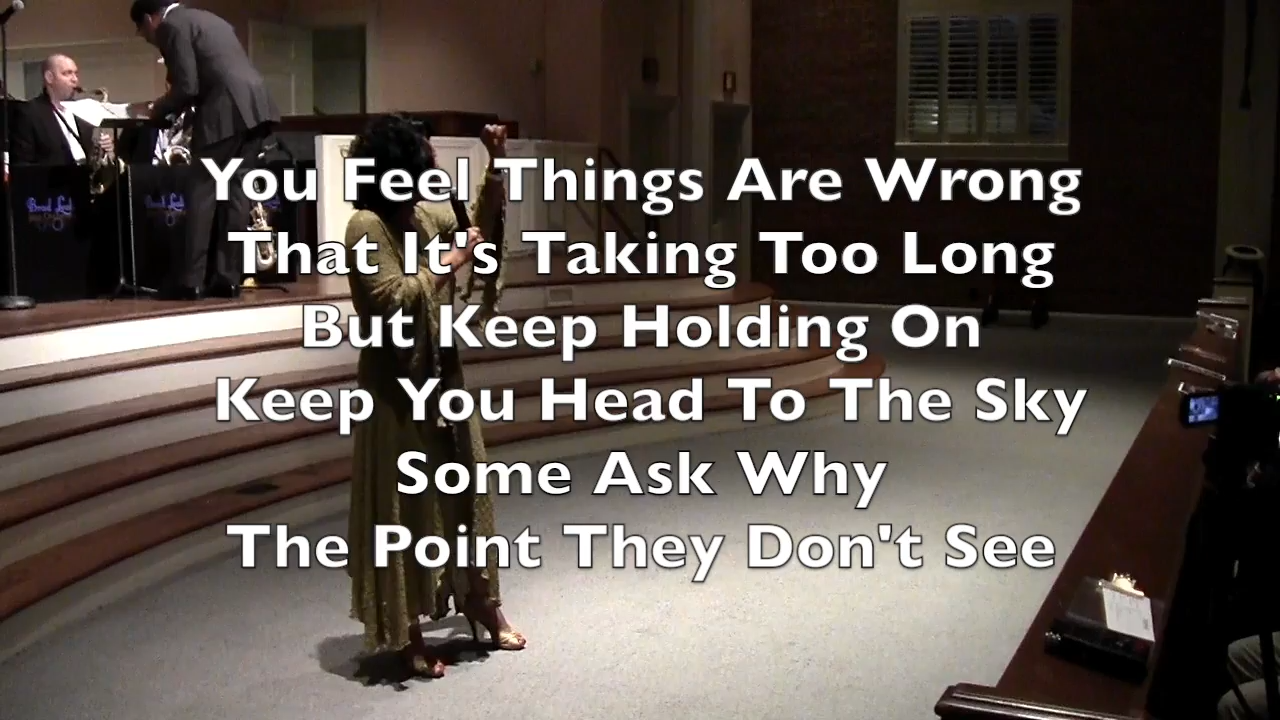 You Feel Things Are Wrong
That It's Taking Too Long
But Keep Holding On
Keep You Head To The Sky
Some Ask Why
The Point They Don't See